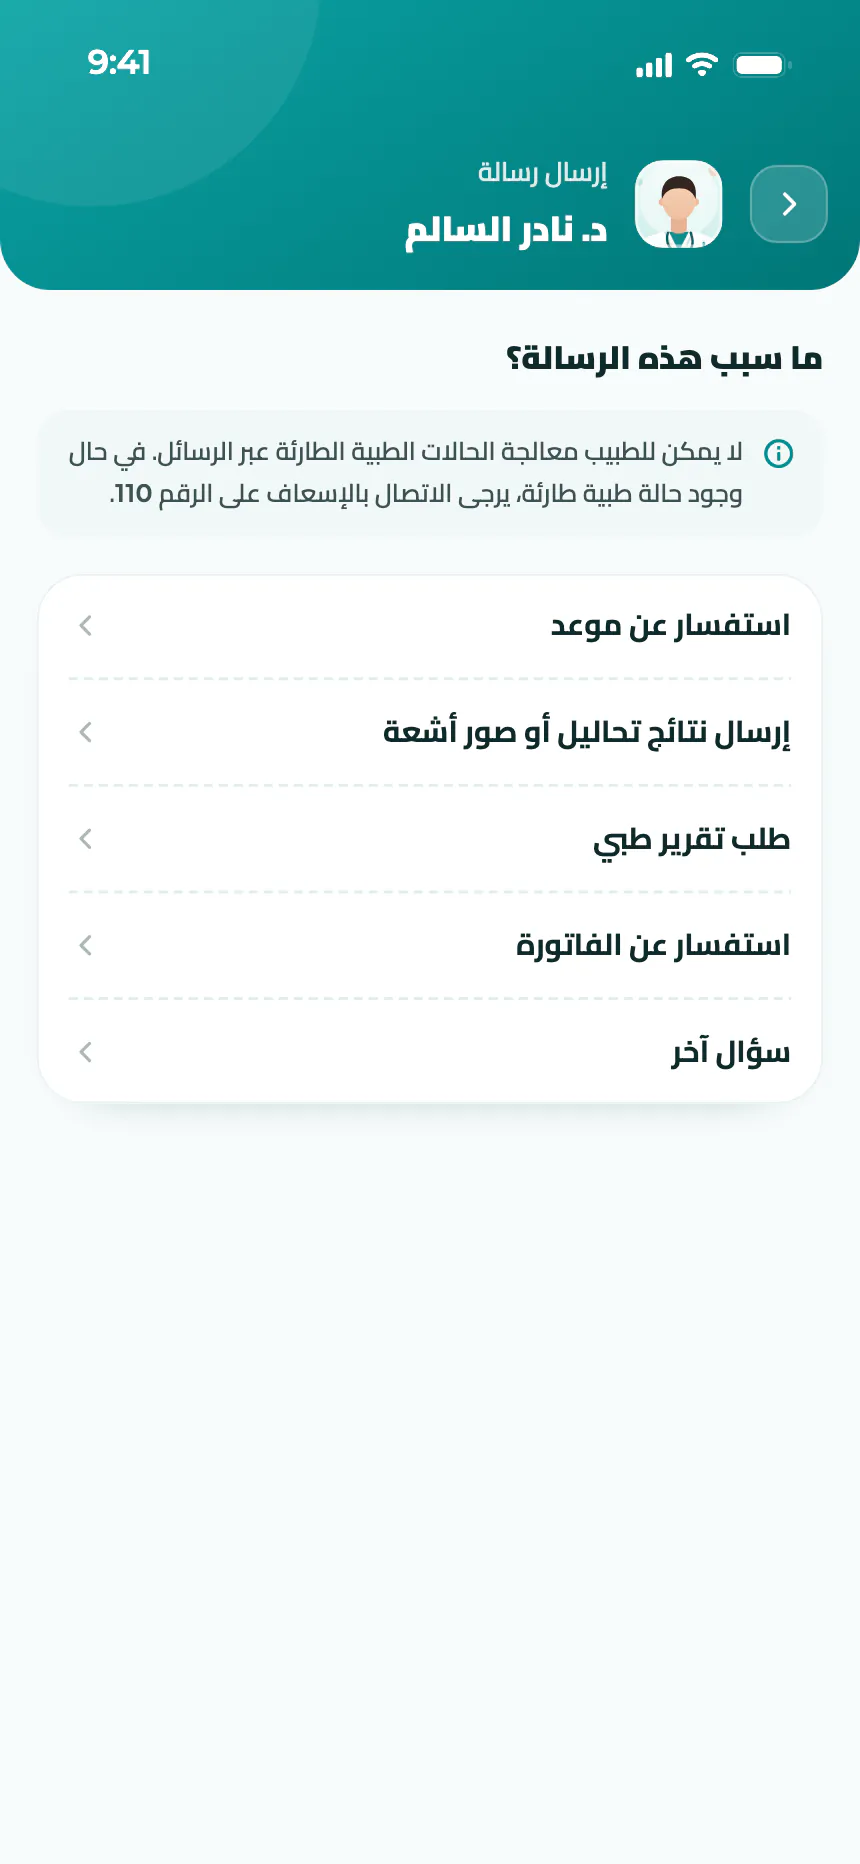 9:41
إرسال رسالة
د. نادر السالم
ما سبب هذه الرسالة؟
لا يمكن للطبيب معالجة الحالات الطبية الطارئة عبر الرسائل. في حال
وجود حالة طبية طارئة، يرجى الاتصال بالإسعاف على الرقم 110.
استفسار عن موعد
إرسال نتائج تحاليل أو صور أشعة
طلب تقرير طبي
استفسار عن الفاتورة
سؤال آخر